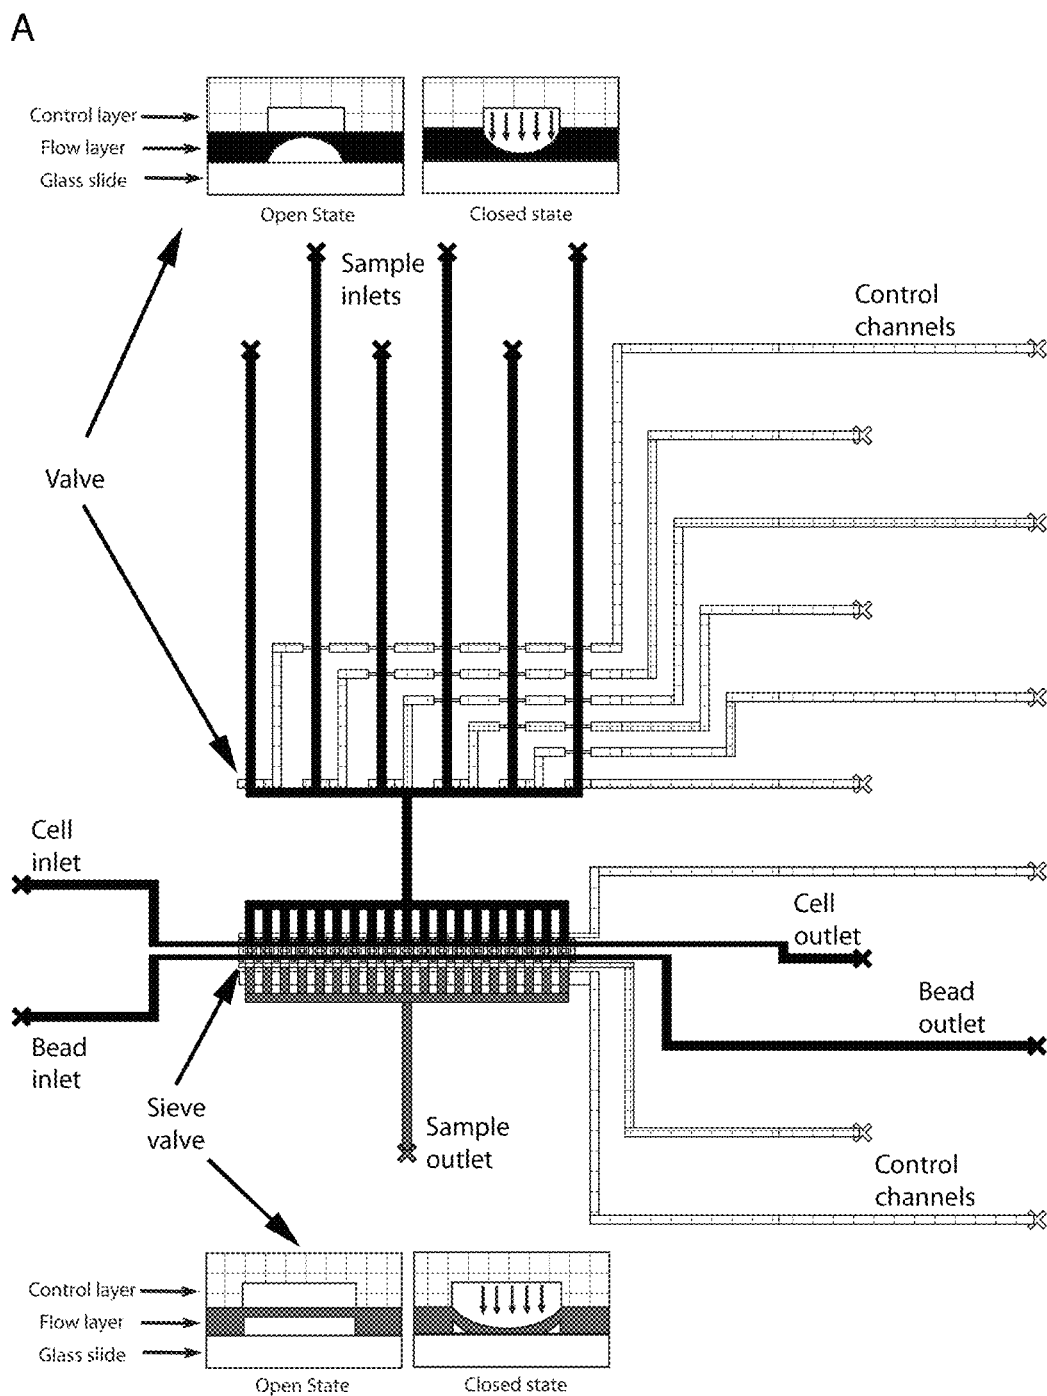 A
Control layer
Flow layer
Glass slide
Open State
Closed state
Sample
inlets
Control
channels
Valve
Cell
inlet
Cell
outlet
Bead
outlet
Bead
inlet
Sieve
valve
Sample
outlet
Control
channels
Control layer
Flow layer
Glass slide
Open State
Closed state